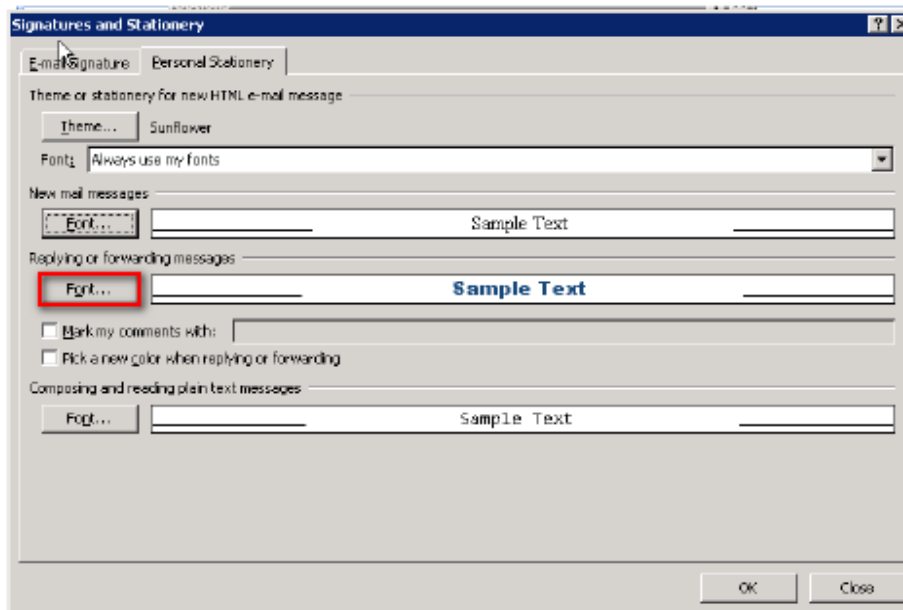 Signatures and Stationery
E-mail Signature Personal Stationery
Theme or stationery for new HTML e-mail message
Theme... Sunflower
Font: Always use my fonts
New mail messages
Font... Sample Text
Replying or forwarding messages
Font... Sample Text
Mark my comments with:
Pick a new color when replying or forwarding
Composing and reading plain text messages
Font... Sample Text
OK Close